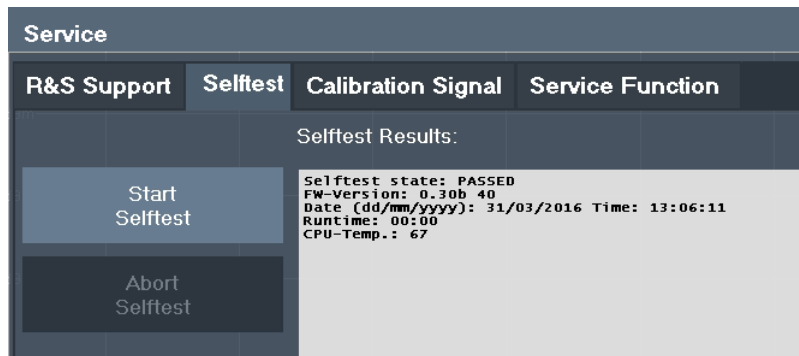 Service
R&S Support Selftest Calibration Signal Service Function
Selftest Results:
Start
Selftest
Selftest state: PASSED
FW-Version: 0.30b 40
Date (dd/mm/yyyy): 31/03/2016 Time: 13:06:11
Runtime: 00:00
CPU-Temp.: 67
Abort
Selftest